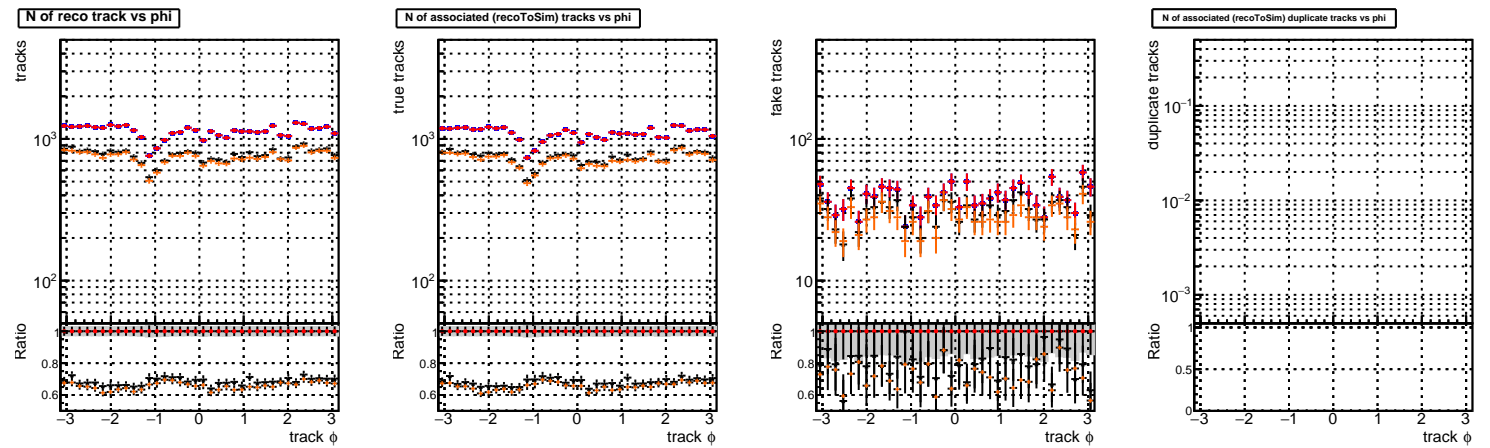 N of reco track vs phi
tracks
10³
10²
Ratio
1
0.8
0.6
−3 −2 −1 0 1 2 3
track ϕ
N of associated (recoToSim) tracks vs phi
true tracks
10³
10²
Ratio
1
0.8
0.6
−3 −2 −1 0 1 2 3
track ϕ
fake tracks
10²
10
Ratio
1
0.8
0.6
−3 −2 −1 0 1 2 3
track ϕ
N of associated (recoToSim) duplicate tracks vs phi
duplicate tracks
10⁻¹
10⁻²
10⁻³
Ratio
1
0.5
0
−3 −2 −1 0 1 2 3
track ϕ